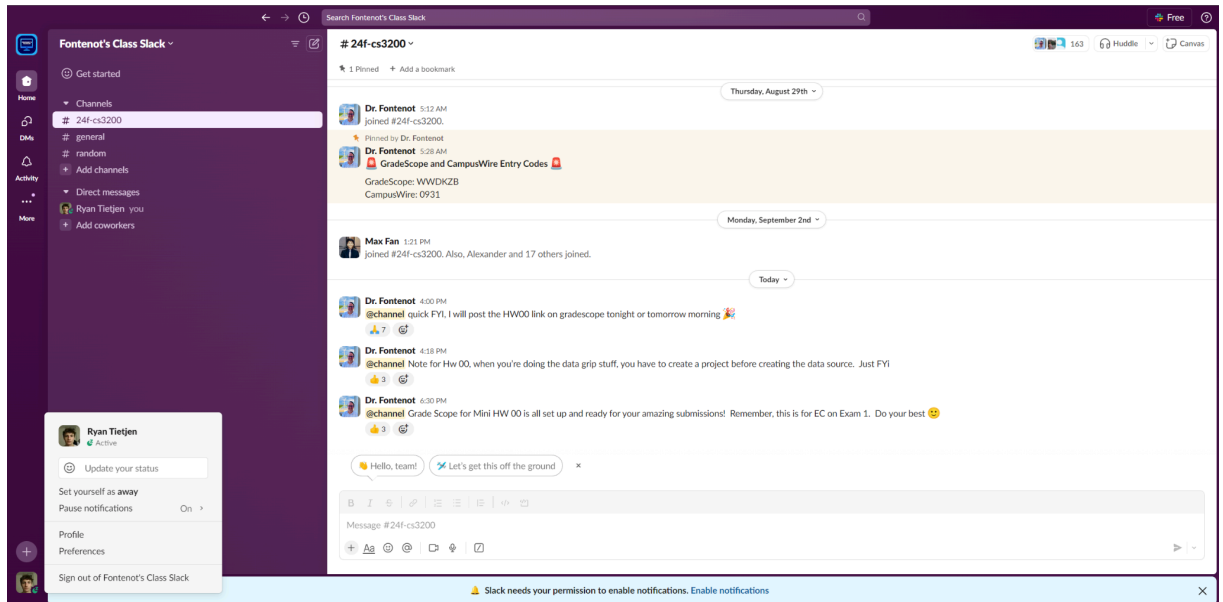 Search Fontenot's Class Slack
Free
Home
DMs
Activity
More
Fontenot's Class Slack
Get started
Channels
# 24f-cs3200
# general
# random
+ Add channels
Direct messages
Ryan Tietjen you
+ Add coworkers
# 24f-cs3200
163
Huddle
Canvas
1 Pinned + Add a bookmark
Thursday, August 29th
Dr. Fontenot 5:12 AM
joined #24f-cs3200.
Pinned by Dr. Fontenot
Dr. Fontenot 5:28 AM
🚨 GradeScope and CampusWire Entry Codes 🚨
GradeScope: WWDKZB
CampusWire: 0931
Monday, September 2nd
Max Fan 1:21 PM
joined #24f-cs3200. Also, Alexander and 17 others joined.
Today
Dr. Fontenot 4:00 PM
@channel quick FYI, I will post the HW00 link on gradescope tonight or tomorrow morning 🎉
🙏 7
Dr. Fontenot 4:18 PM
@channel Note for Hw 00, when you're doing the data grip stuff, you have to create a project before creating the data source. Just FYi
👍 3
Dr. Fontenot 6:30 PM
@channel Grade Scope for Mini HW 00 is all set up and ready for your amazing submissions! Remember, this is for EC on Exam 1. Do your best 🙂
👍 3
👋 Hello, team!
🛠 Let's get this off the ground
B I S
Message #24f-cs3200
+ Aa @
Ryan Tietjen
Active
Update your status
Set yourself as away
Pause notifications On >
Profile
Preferences
Sign out of Fontenot's Class Slack
🔔 Slack needs your permission to enable notifications. Enable notifications